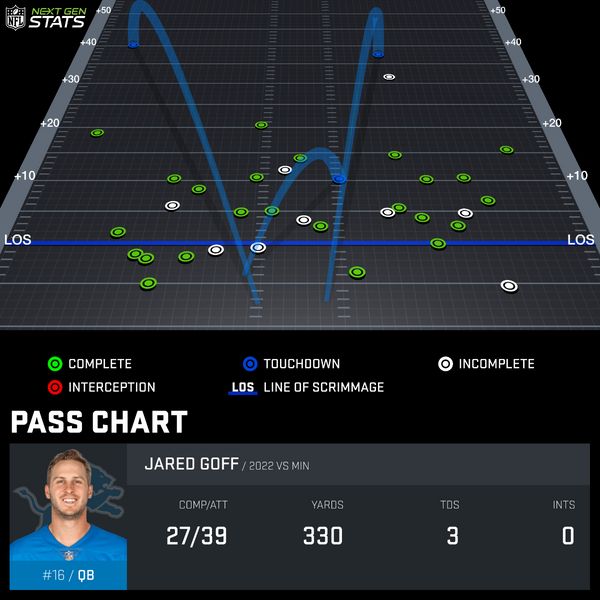 NFL NEXT GEN STATS
+50 +50
+40 +40
+30 +30
+20 +20
+10 +10
LOS LOS
COMPLETE TOUCHDOWN INCOMPLETE
INTERCEPTION LOS LINE OF SCRIMMAGE
PASS CHART
JARED GOFF / 2022 VS MIN
COMP/ATT YARDS TDS INTS
27/39 330 3 0
#16 / QB